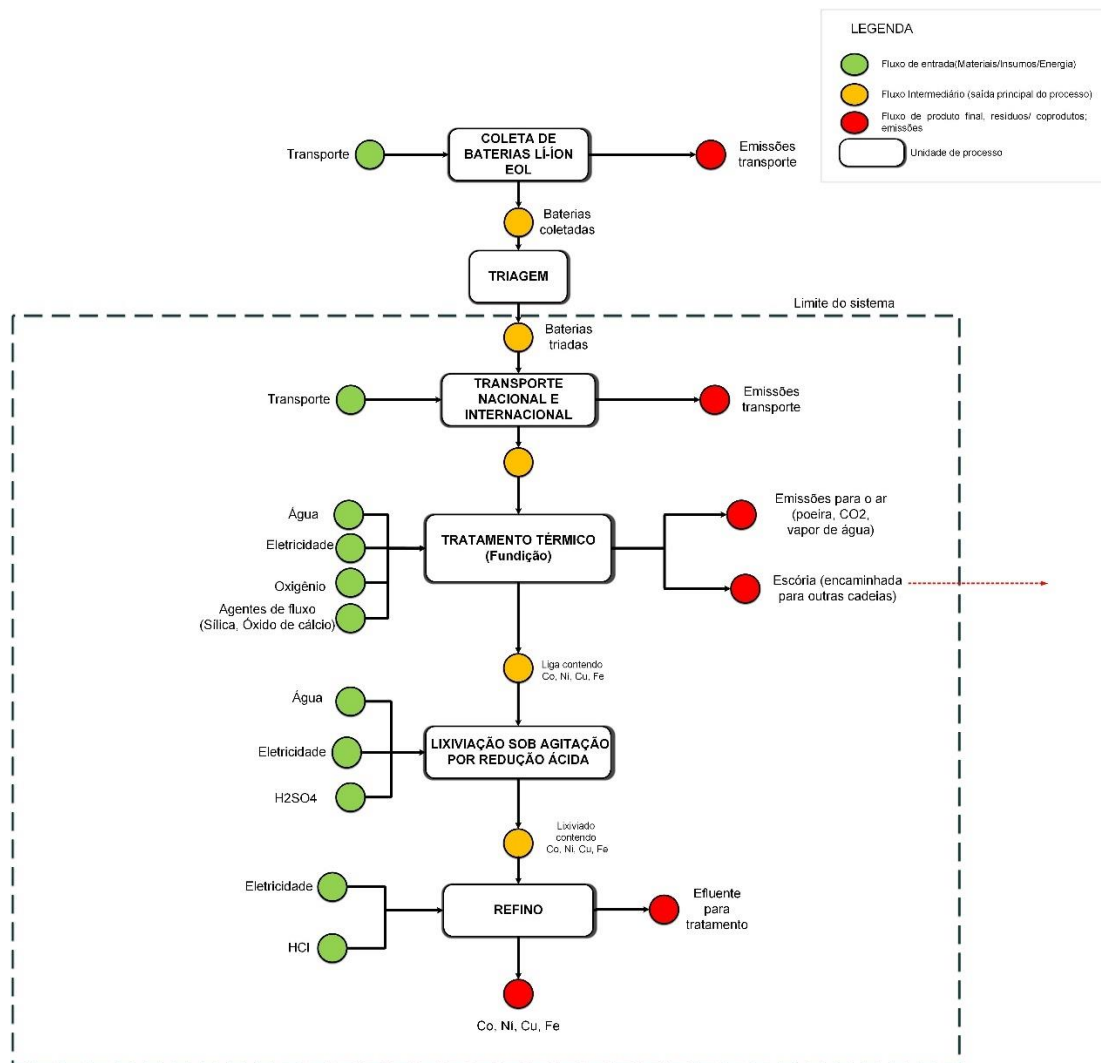 LEGENDA
Fluxo de entrada(Materiais/Insumos/Energia)
Fluxo Intermediário (saída principal do processo)
Fluxo de produto final, resíduos/ coprodutos;
emissões
Unidade de processo
Transporte
COLETA DE
BATERIAS LÍ-ÍON
EOL
Emissões
transporte
Baterias
coletadas
TRIAGEM
Limite do sistema
Baterias
triadas
Transporte
TRANSPORTE
NACIONAL E
INTERNACIONAL
Emissões
transporte
Água
Eletricidade
Oxigênio
Agentes de fluxo
(Sílica, Óxido de cálcio)
TRATAMENTO TÉRMICO
(Fundição)
Emissões para o ar
(poeira, CO2,
vapor de água)
Escória (encaminhada
para outras cadeias)
Liga contendo
Co, Ni, Cu, Fe
Água
Eletricidade
H2SO4
LIXIVIAÇÃO SOB AGITAÇÃO
POR REDUÇÃO ÁCIDA
Lixiviado
contendo
Co, Ni, Cu, Fe
Eletricidade
HCl
REFINO
Efluente
para
tratamento
Co, Ni, Cu, Fe